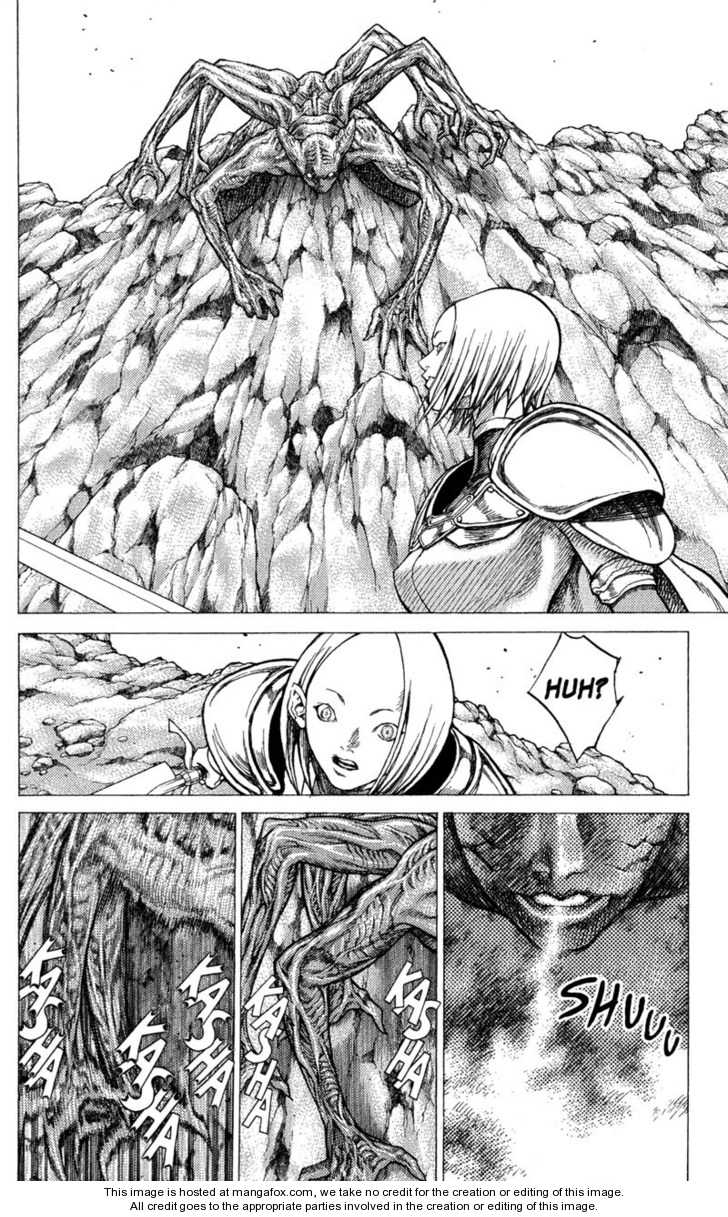 HUH?
SHUUU
KASHA
KASHA
KASHA
KASHA
KASHA
This image is hosted at mangafox.com, we take no credit for the creation or editing of this image.
All credit goes to the appropriate parties involved in the creation or editing of this image.